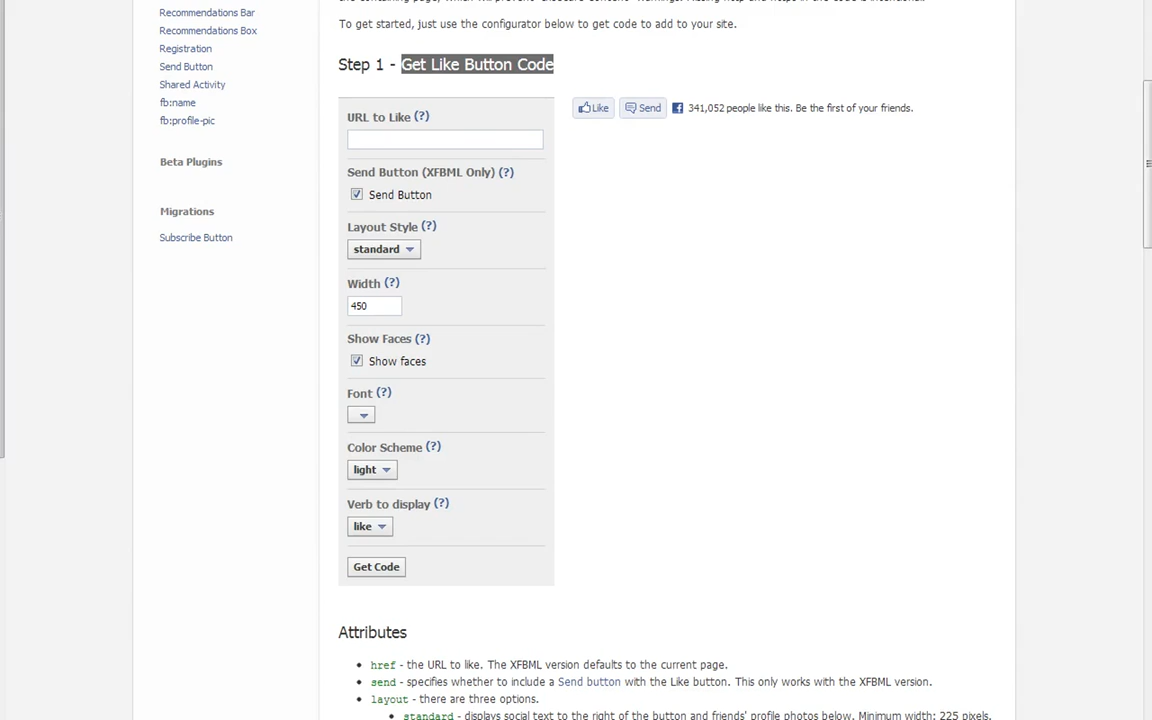 Recommendations Bar
Recommendations Box
Registration
Send Button
Shared Activity
fb:name
fb:profile-pic
Beta Plugins
Migrations
Subscribe Button
To get started, just use the configurator below to get code to add to your site.
Step 1 - Get Like Button Code
URL to Like (?)
Send Button (XFBML Only) (?)
Send Button
Layout Style (?)
standard
Width (?)
450
Show Faces (?)
Show faces
Font (?)
Color Scheme (?)
light
Verb to display (?)
like
Get Code
Like Send 341,052 people like this. Be the first of your friends.
Attributes
href - the URL to like. The XFBML version defaults to the current page.
send - specifies whether to include a Send button with the Like button. This only works with the XFBML version.
layout - there are three options.
standard - displays social text to the right of the button and friends' profile photos below. Minimum width: 225 pixels.